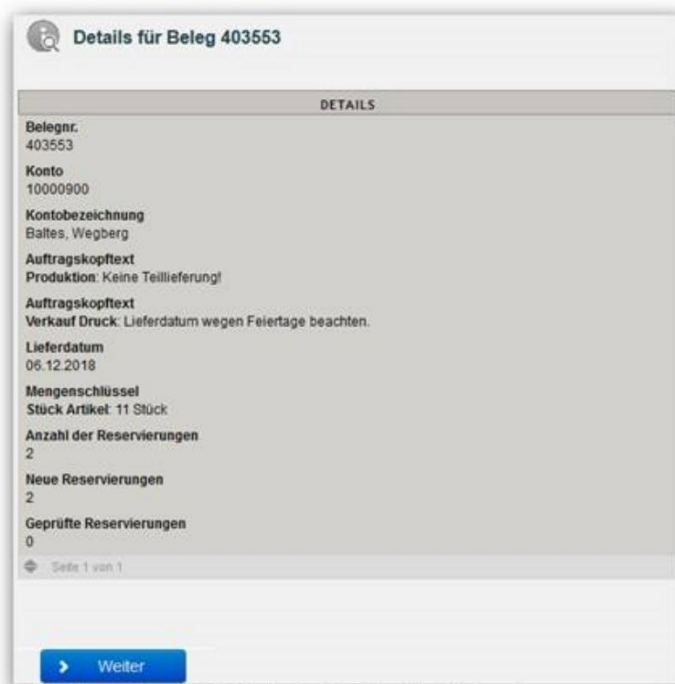 Details für Beleg 403553
DETAILS
Belegnr.
403553
Konto
10000900
Kontobezeichnung
Baltes, Wegberg
Auftragskopftext
Produktion: Keine Teillieferung!
Auftragskopftext
Verkauf Druck: Lieferdatum wegen Feiertage beachten.
Lieferdatum
06.12.2018
Mengenschlüssel
Stück Artikel: 11 Stück
Anzahl der Reservierungen
2
Neue Reservierungen
2
Geprüfte Reservierungen
0
Seite 1 von 1
Weiter